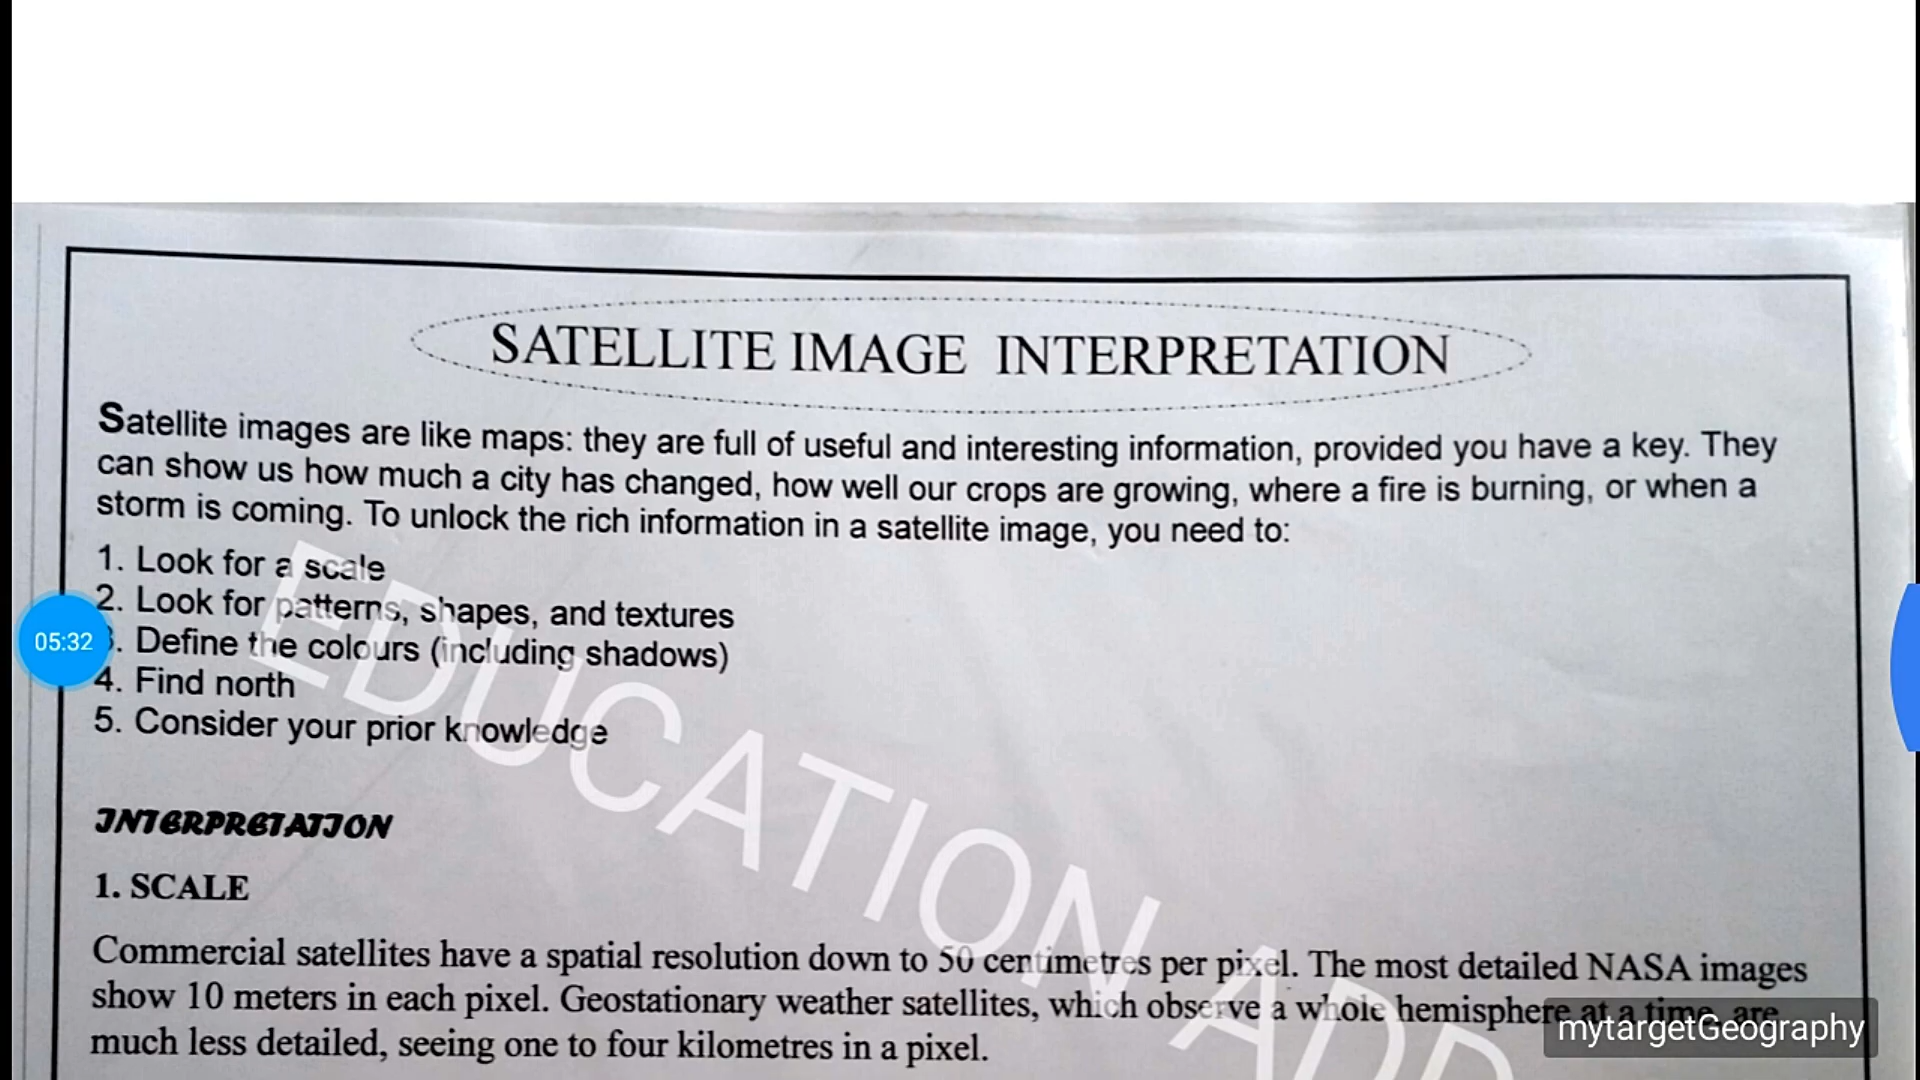 SATELLITE IMAGE INTERPRETATION
Satellite images are like maps: they are full of useful and interesting information, provided you have a key. They
can show us how much a city has changed, how well our crops are growing, where a fire is burning, or when a
storm is coming. To unlock the rich information in a satellite image, you need to:
1. Look for a scale
2. Look for patterns, shapes, and textures
05:32
3. Define the colours (including shadows)
4. Find north
5. Consider your prior knowledge
INTERPRETATION
1. SCALE
Commercial satellites have a spatial resolution down to 50 centimetres per pixel. The most detailed NASA images
show 10 meters in each pixel. Geostationary weather satellites, which observe a whole hemisphere at a time, are
much less detailed, seeing one to four kilometres in a pixel.
EDUCATION ADD
mytargetGeography